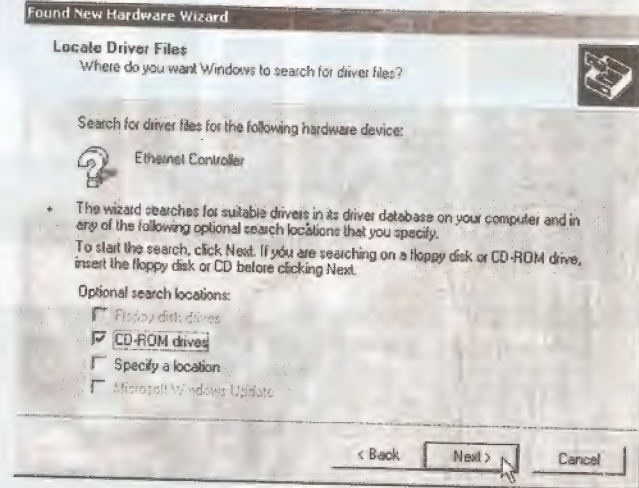 Found New Hardware Wizard
Locate Driver Files
Where do you want Windows to search for driver files?
Search for driver files for the following hardware device:
Ethernet Controller
The wizard searches for suitable drivers in its driver database on your computer and in
any of the following optional search locations that you specify.
To start the search, click Next. If you are searching on a floppy disk or CD-ROM drive,
insert the floppy disk or CD before clicking Next.
Optional search locations:
Floppy disk drives
CD-ROM drives
Specify a location
Microsoft Windows Update
< Back
Next >
Cancel